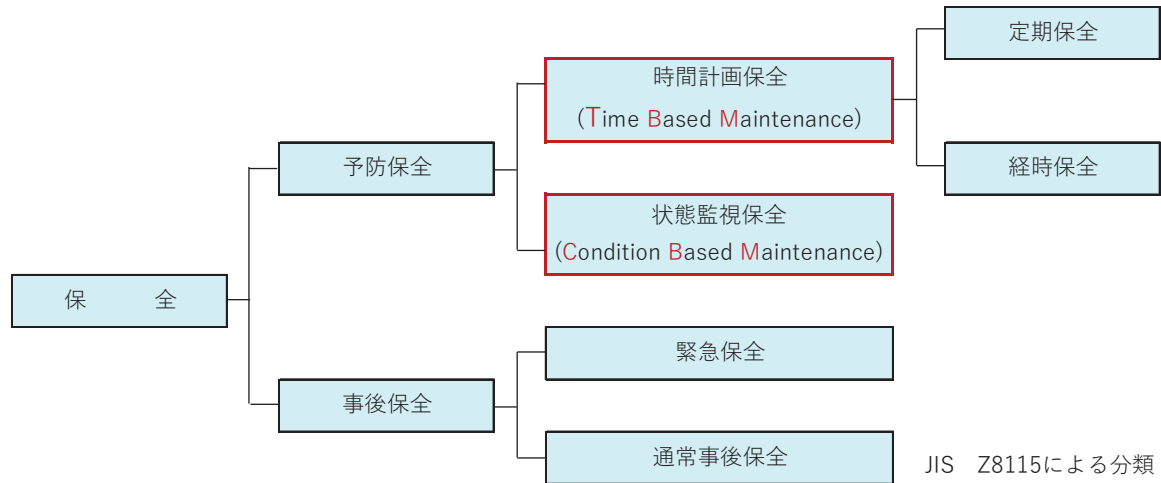 保　　　全
予防保全
時間計画保全
(Time Based Maintenance)
定期保全
経時保全
状態監視保全
(Condition Based Maintenance)
事後保全
緊急保全
通常事後保全
JIS　Z8115による分類